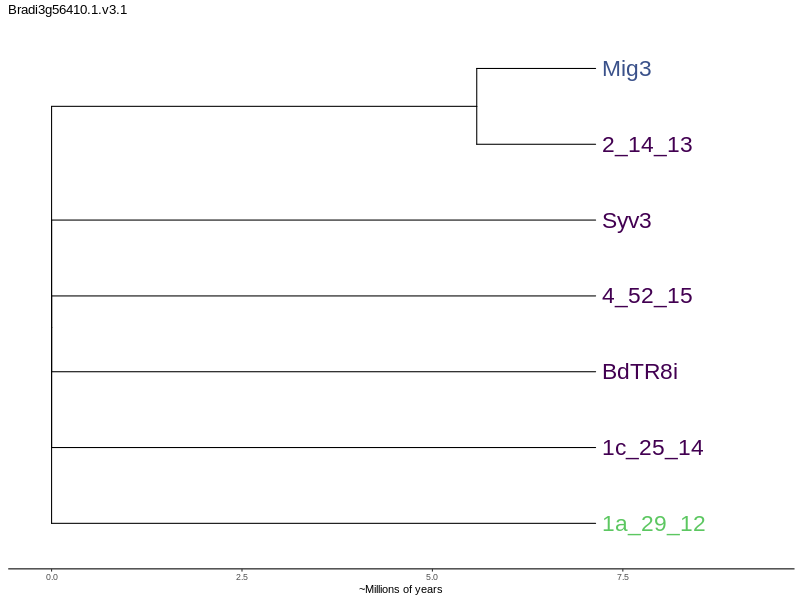 Bradi3g56410.1.v3.1
Mig3
2_14_13
Syv3
4_52_15
BdTR8i
1c_25_14
1a_29_12
0.0 2.5 5.0 7.5
~Millions of years